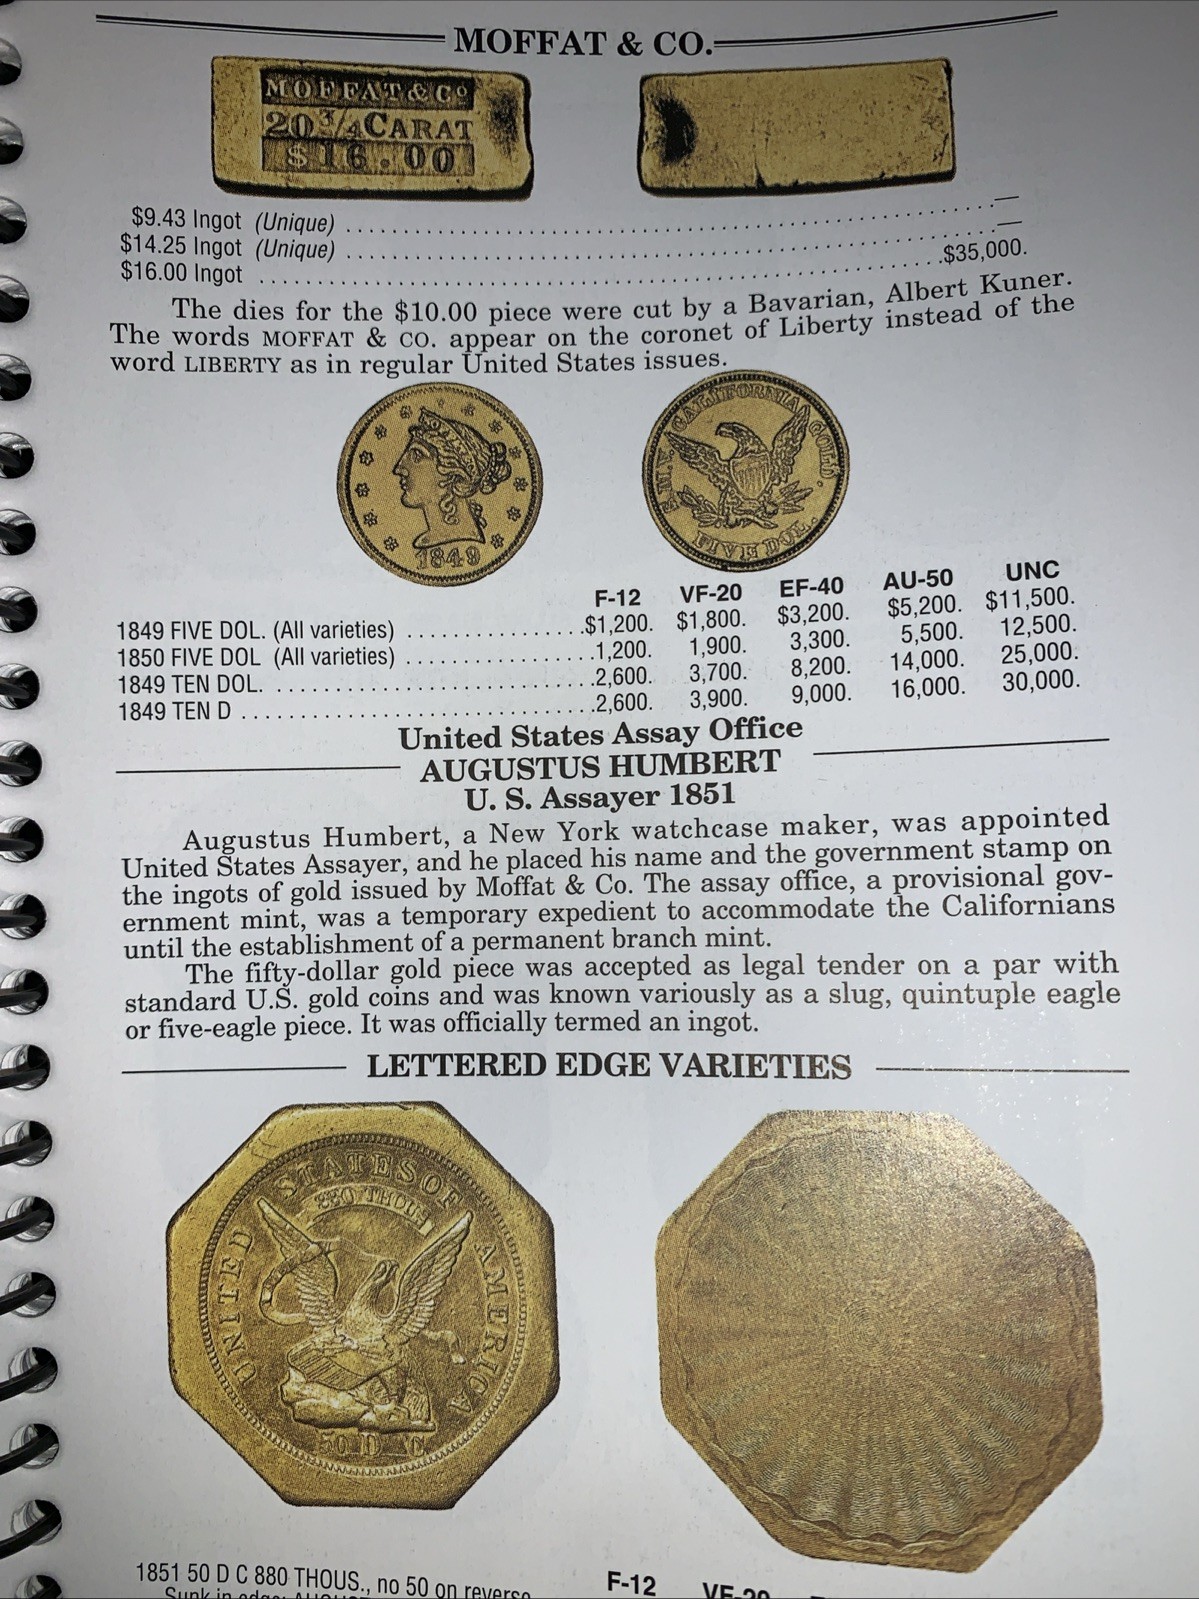 MOFFAT & CO.
MOFFAT & Co
20 3/4 CARAT
$16.00
$9.43 Ingot (Unique) . . . . . . . . . . . . . . . . . . . . —
$14.25 Ingot (Unique) . . . . . . . . . . . . . . . . . . . . —
$16.00 Ingot . . . . . . . . . . . . . . . . . . . . $35,000.
The dies for the $10.00 piece were cut by a Bavarian, Albert Kuner.
The words MOFFAT & CO. appear on the coronet of Liberty instead of the
word LIBERTY as in regular United States issues.
1849
S.M.V. CALIFORNIA GOLD.
FIVE DOL.
F-12 VF-20 EF-40 AU-50 UNC
1849 FIVE DOL. (All varieties) . . . . . . . . . . $1,200. $1,800. $3,200. $5,200. $11,500.
1850 FIVE DOL (All varieties) . . . . . . . . . . 1,200. 1,900. 3,300. 5,500. 12,500.
1849 TEN DOL. . . . . . . . . . . 2,600. 3,700. 8,200. 14,000. 25,000.
1849 TEN D . . . . . . . . . . 2,600. 3,900. 9,000. 16,000. 30,000.
United States Assay Office
AUGUSTUS HUMBERT
U. S. Assayer 1851
Augustus Humbert, a New York watchcase maker, was appointed
United States Assayer, and he placed his name and the government stamp on
the ingots of gold issued by Moffat & Co. The assay office, a provisional gov-
ernment mint, was a temporary expedient to accommodate the Californians
until the establishment of a permanent branch mint.
The fifty-dollar gold piece was accepted as legal tender on a par with
standard U.S. gold coins and was known variously as a slug, quintuple eagle
or five-eagle piece. It was officially termed an ingot.
LETTERED EDGE VARIETIES
UNITED STATES OF AMERICA
880 THOUS
50 D C
1851 50 D C 880 THOUS., no 50 on reverse
F-12 VF-20
Sunk in edge: